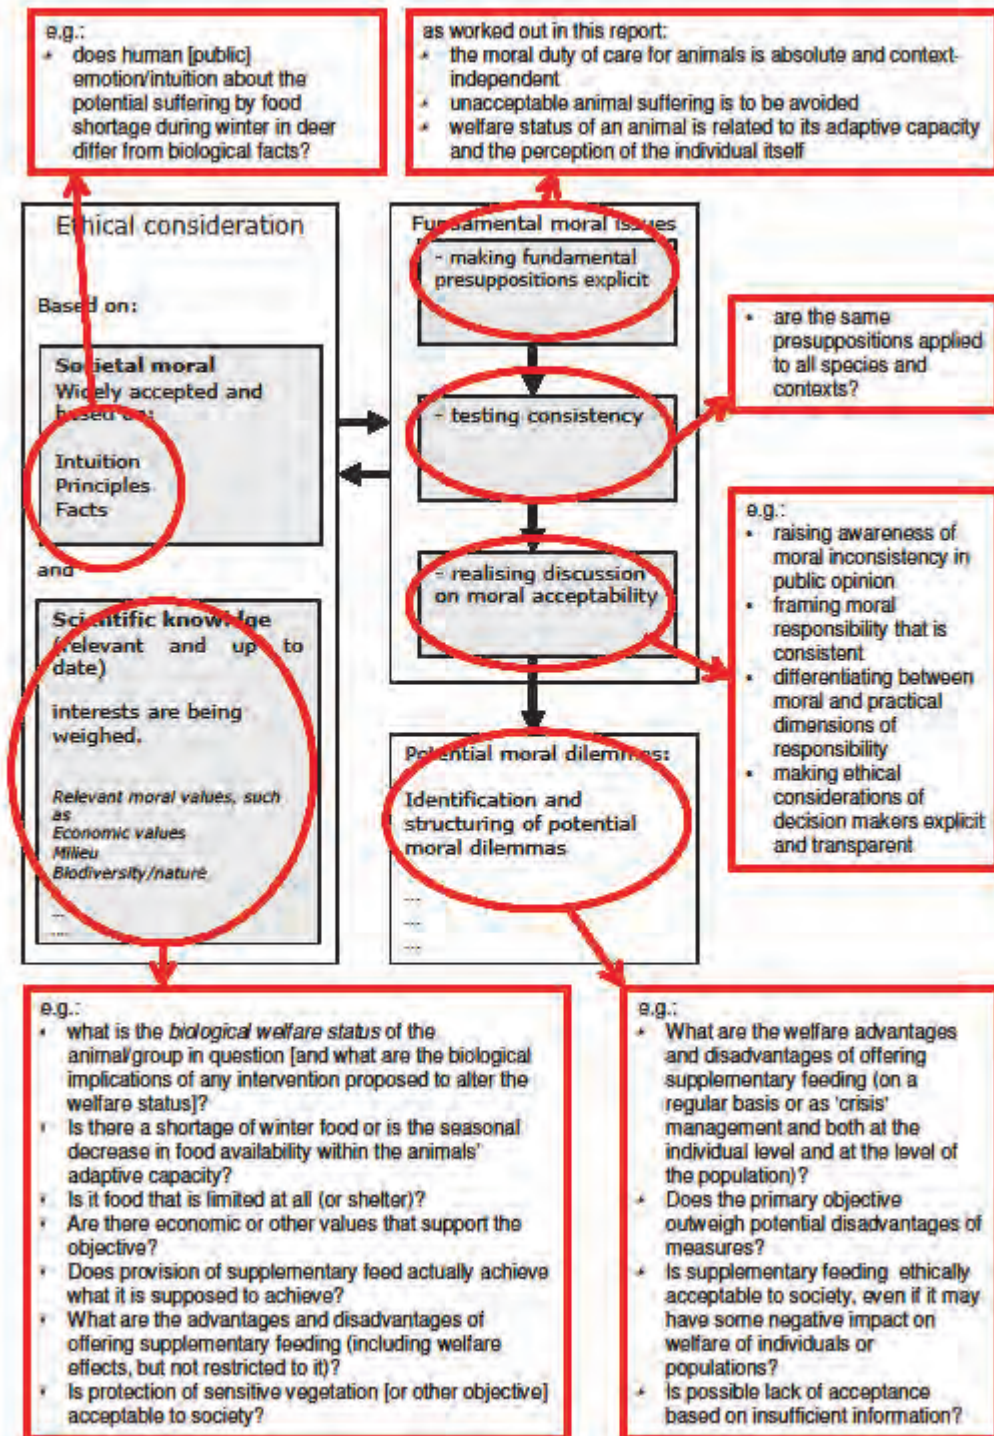 e.g.:
does human [public]
emotion/intuition about the
potential suffering by food
shortage during winter in deer
differ from biological facts?
as worked out in this report:
the moral duty of care for animals is absolute and context-
independent
unacceptable animal suffering is to be avoided
welfare status of an animal is related to its adaptive capacity
and the perception of the individual itself
Ethical consideration
Based on:
Societal moral
Widely accepted and
based on:
Intuition
Principles
Facts
and
Scientific knowldge
(relevant and up to
date)
interests are being
weighed.
Relevant moral values, such
as
Economic values
Milieu
Biodiversity/nature
...
....
Fundamental moral issues
- making fundamental
presuppositions explicit
- testing consistency
- realising discussion
on moral acceptability
Potential moral dilemmes:
Identification and
structuring of potential
moral dilemmas
...
...
...
are the same
presuppositions applied
to all species and
contexts?
e.g.:
raising awareness of
moral inconsistency in
public opinion
framing moral
responsibility that is
consistent
differentiating between
moral and practical
dimensions of
responsibility
making ethical
considerations of
decision makers explicit
and transparent
e.g.:
what is the biological welfare status of the
animal/group in question [and what are the biological
implications of any intervention proposed to alter the
welfare status]?
Is there a shortage of winter food or is the seasonal
decrease in food availability within the animals'
adaptive capacity?
Is it food that is limited at all (or shelter)?
Are there economic or other values that support the
objective?
Does provision of supplementary feed actually achieve
what it is supposed to achieve?
What are the advantages and disadvantages of
offering supplementary feeding (including welfare
effects, but not restricted to it)?
Is protection of sensitive vegetation [or other objective]
acceptable to society?
e.g.:
What are the welfare advantages
and disadvantages of offering
supplementary feeding (on a
regular basis or as 'crisis'
management and both at the
individual level and at the level of
the population)?
Does the primary objective
outweigh potential disadvantages of
measures?
Is supplementary feeding ethically
acceptable to society, even if it may
have some negative impact on
welfare of individuals or
populations?
Is possible lack of acceptance
based on insufficient information?